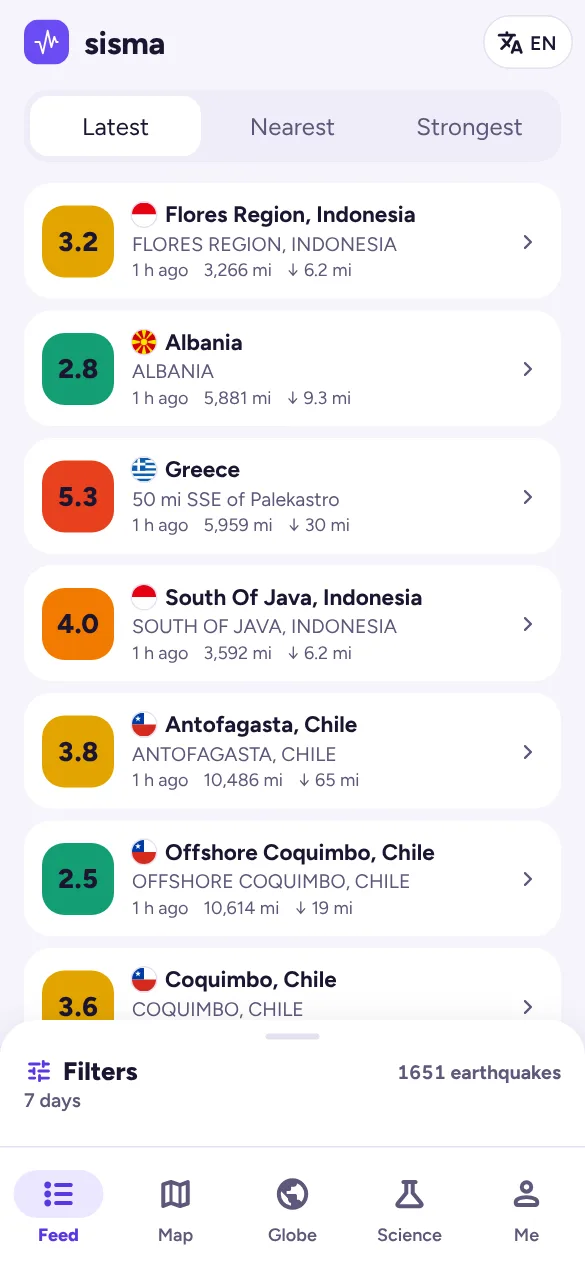 sisma
EN
Latest
Nearest
Strongest
3.2
Flores Region, Indonesia
FLORES REGION, INDONESIA
1 h ago 3,266 mi ↓ 6.2 mi
2.8
Albania
ALBANIA
1 h ago 5,881 mi ↓ 9.3 mi
5.3
Greece
50 mi SSE of Palekastro
1 h ago 5,959 mi ↓ 30 mi
4.0
South Of Java, Indonesia
SOUTH OF JAVA, INDONESIA
1 h ago 3,592 mi ↓ 6.2 mi
3.8
Antofagasta, Chile
ANTOFAGASTA, CHILE
1 h ago 10,486 mi ↓ 65 mi
2.5
Offshore Coquimbo, Chile
OFFSHORE COQUIMBO, CHILE
1 h ago 10,614 mi ↓ 19 mi
3.6
Coquimbo, Chile
COQUIMBO, CHILE
Filters
1651 earthquakes
7 days
Feed
Map
Globe
Science
Me